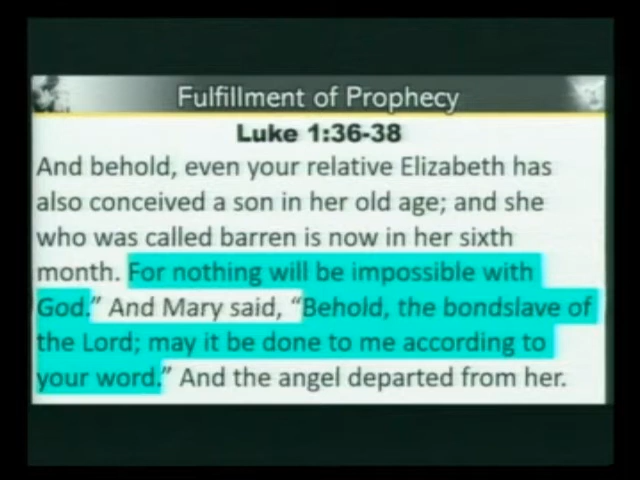 Fulfillment of Prophecy
Luke 1:36-38
And behold, even your relative Elizabeth has
also conceived a son in her old age; and she
who was called barren is now in her sixth
month. For nothing will be impossible with
God.” And Mary said, “Behold, the bondslave of
the Lord; may it be done to me according to
your word.” And the angel departed from her.